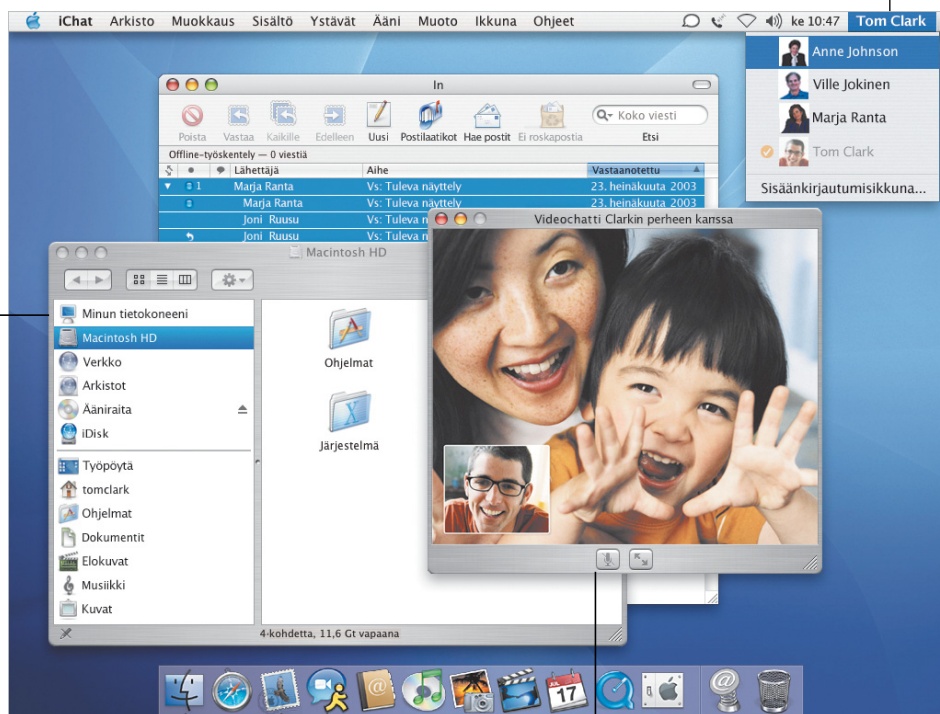 iChat Arkisto Muokkaus Sisältö Ystävät Ääni Muoto Ikkuna Ohjeet ke 10:47 Tom Clark
Anne Johnson
Ville Jokinen
Marja Ranta
Tom Clark
Sisäänkirjautumisikkuna...
In
Koko viesti
Poista Vastaa Kaikille Edelleen Uusi Postilaatikot Hae postit Ei roskapostia Etsi
Offline-työskentely — 0 viestiä
Lähettäjä Aihe Vastaanotettu
1 Marja Ranta Vs: Tuleva näyttely 23. heinäkuuta 2003
Marja Ranta Vs: Tuleva näyttely 23. heinäkuuta 2003
Joni Ruusu Vs: Tuleva n
Joni Ruusu Vs: Tuleva n
Videochatti Clarkin perheen kanssa
Macintosh HD
Minun tietokoneeni
Macintosh HD
Verkko
Arkistot
Ääniraita
iDisk
Työpöytä
tomclark
Ohjelmat
Dokumentit
Elokuvat
Musiikki
Kuvat
Ohjelmat
Järjestelmä
4-kohdetta, 11,6 Gt vapaana
17